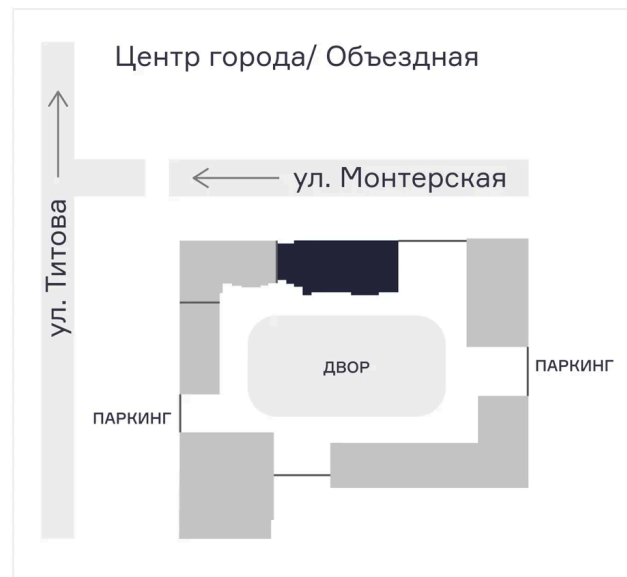 Центр города/ Объездная
ул. Монтерская
ул. Титова
ДВОР
ПАРКИНГ
ПАРКИНГ